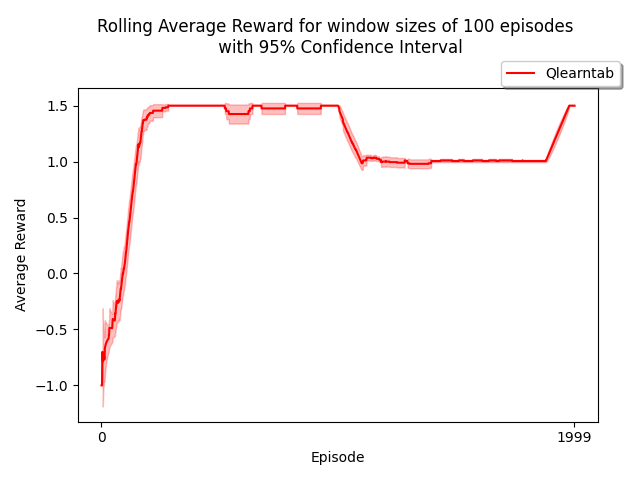 Rolling Average Reward for window sizes of 100 episodes
with 95% Confidence Interval
Qlearntab
1.5
1.0
0.5
0.0
−0.5
−1.0
Average Reward
0
1999
Episode